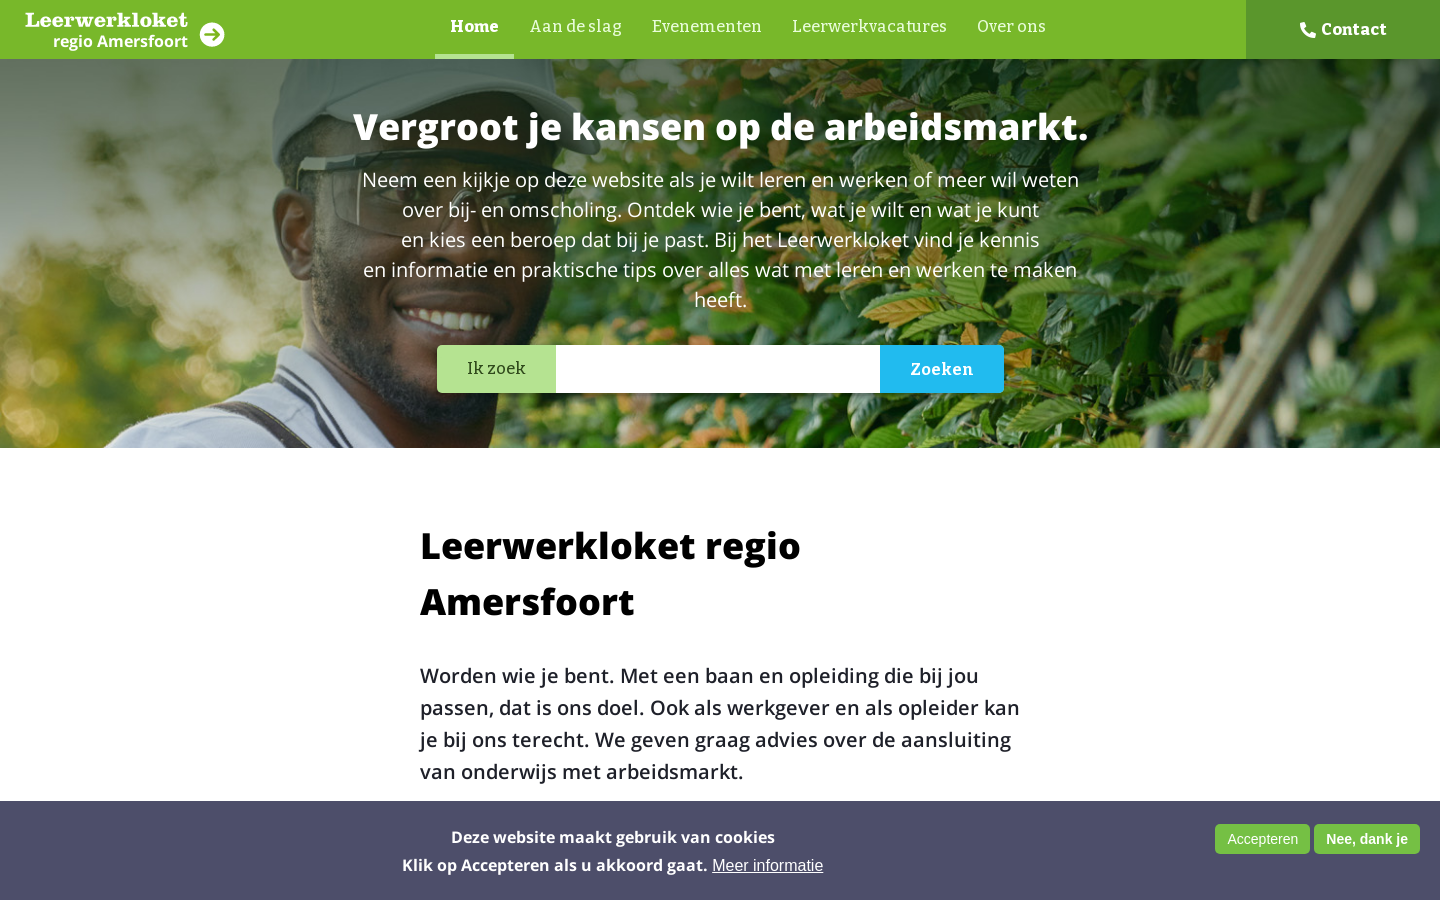 Leerwerkloket
regio Amersfoort
Home
Aan de slag
Evenementen
Leerwerkvacatures
Over ons
Contact
Vergroot je kansen op de arbeidsmarkt.
Neem een kijkje op deze website als je wilt leren en werken of meer wil weten
over bij- en omscholing. Ontdek wie je bent, wat je wilt en wat je kunt
en kies een beroep dat bij je past. Bij het Leerwerkloket vind je kennis
en informatie en praktische tips over alles wat met leren en werken te maken
heeft.
Ik zoek
Zoeken
Leerwerkloket regio
Amersfoort
Worden wie je bent. Met een baan en opleiding die bij jou
passen, dat is ons doel. Ook als werkgever en als opleider kan
je bij ons terecht. We geven graag advies over de aansluiting
van onderwijs met arbeidsmarkt.
Deze website maakt gebruik van cookies
Klik op Accepteren als u akkoord gaat. Meer informatie
Accepteren
Nee, dank je